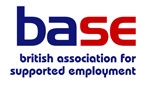 base
british association for
supported employment